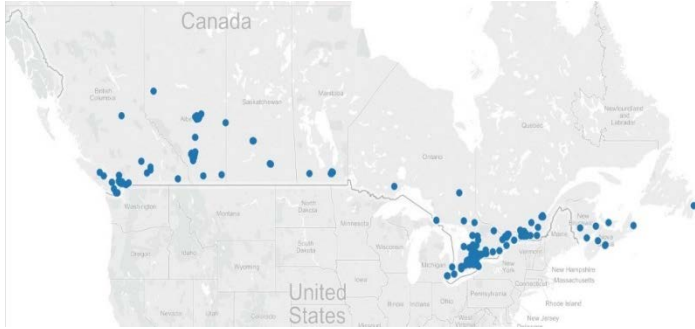 Canada
British
Columbia
Saskatchewan
Manitoba
Newfoundland
and
Labrador
Ontario
Quebec
Washington
Montana
North
Dakota
Minnesota
Maine
Oregon
Idaho
Wyoming
South
Dakota
Wisconsin
Michigan
New
York
Vermont
New Hampshire
Massachusetts
Connecticut
Rhode Island
Iowa
Pennsylvania
Nevada
Utah
Colorado
United
States
Illinois
Indiana
Ohio
New Jersey